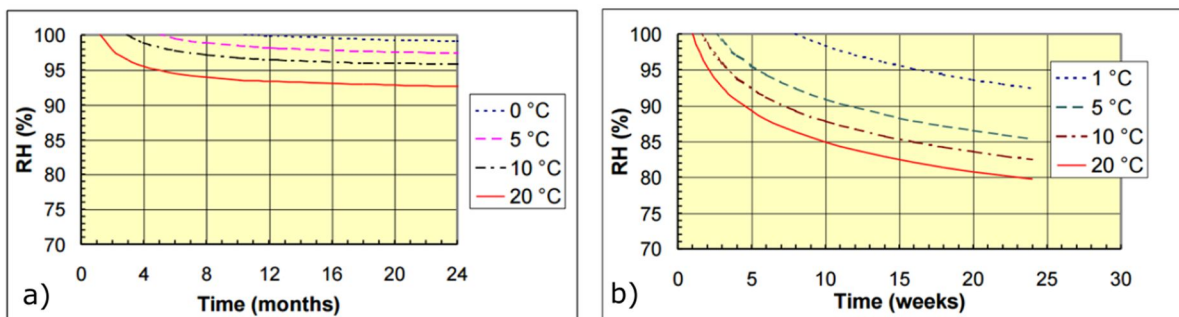 100
95
90
85
80
75
70
RH (%)
0 4 8 12 16 20 24
Time (months)
0 °C
5 °C
10 °C
20 °C
a)
100
95
90
85
80
75
70
RH (%)
0 5 10 15 20 25 30
Time (weeks)
1 °C
5 °C
10 °C
20 °C
b)